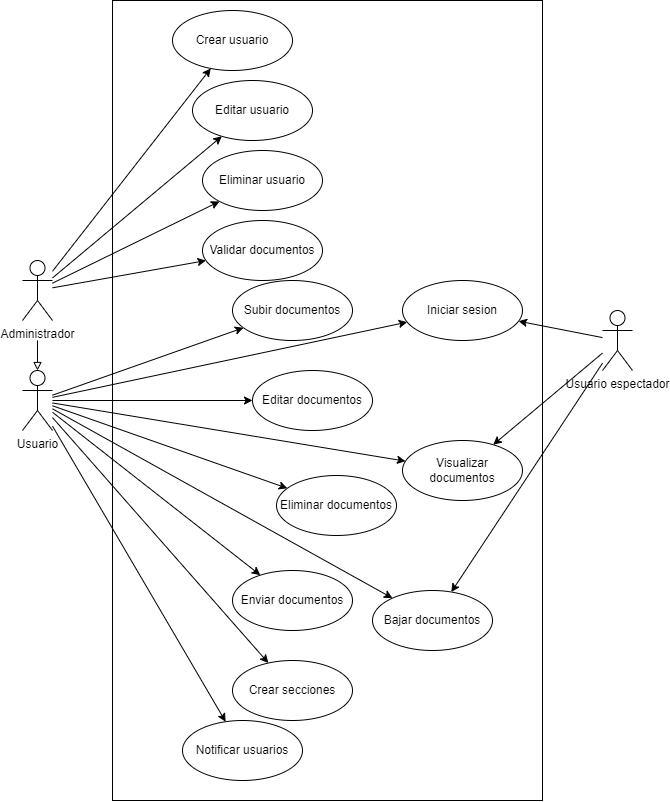 Crear usuario
Editar usuario
Eliminar usuario
Validar documentos
Administrador
Subir documentos
Iniciar sesion
Usuario espectador
Editar documentos
Usuario
Visualizar
documentos
Eliminar documentos
Enviar documentos
Bajar documentos
Crear secciones
Notificar usuarios